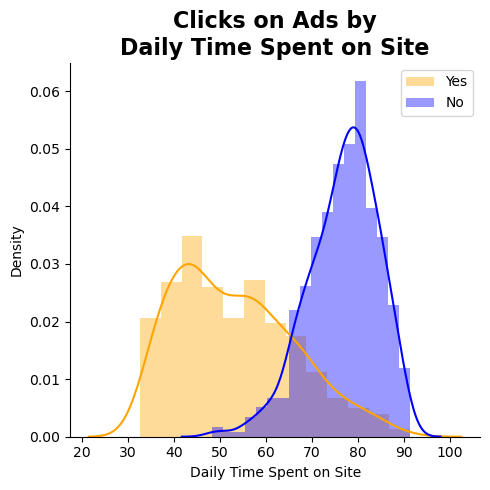 Clicks on Ads by
Daily Time Spent on Site
Yes
No
0.06
0.05
0.04
0.03
0.02
0.01
0.00
Density
20 30 40 50 60 70 80 90 100
Daily Time Spent on Site